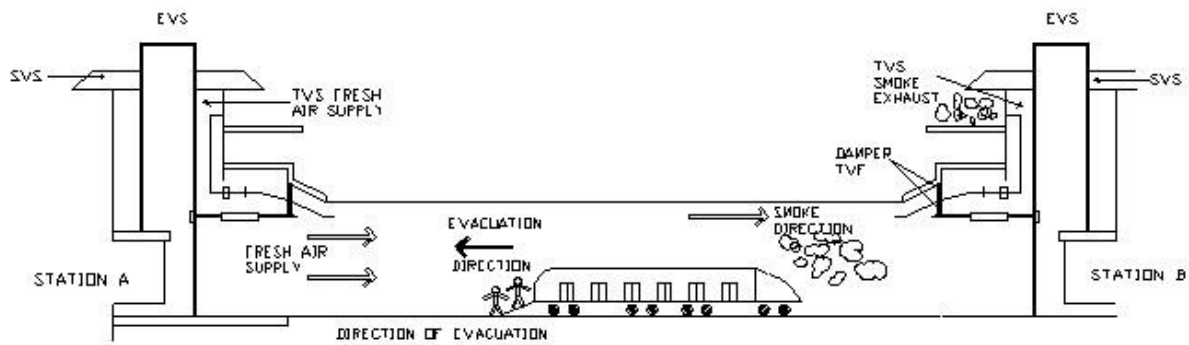 EVS
EVS
SVS
TVS FRESH
AIR SUPPLY
TVS
SMOKE
EXHAUST
SVS
DAMPER
TVF
EVACUATION
DIRECTION
SMOKE
DIRECTION
FRESH AIR
SUPPLY
STATION A
STATION B
DIRECTION OF EVACUATION